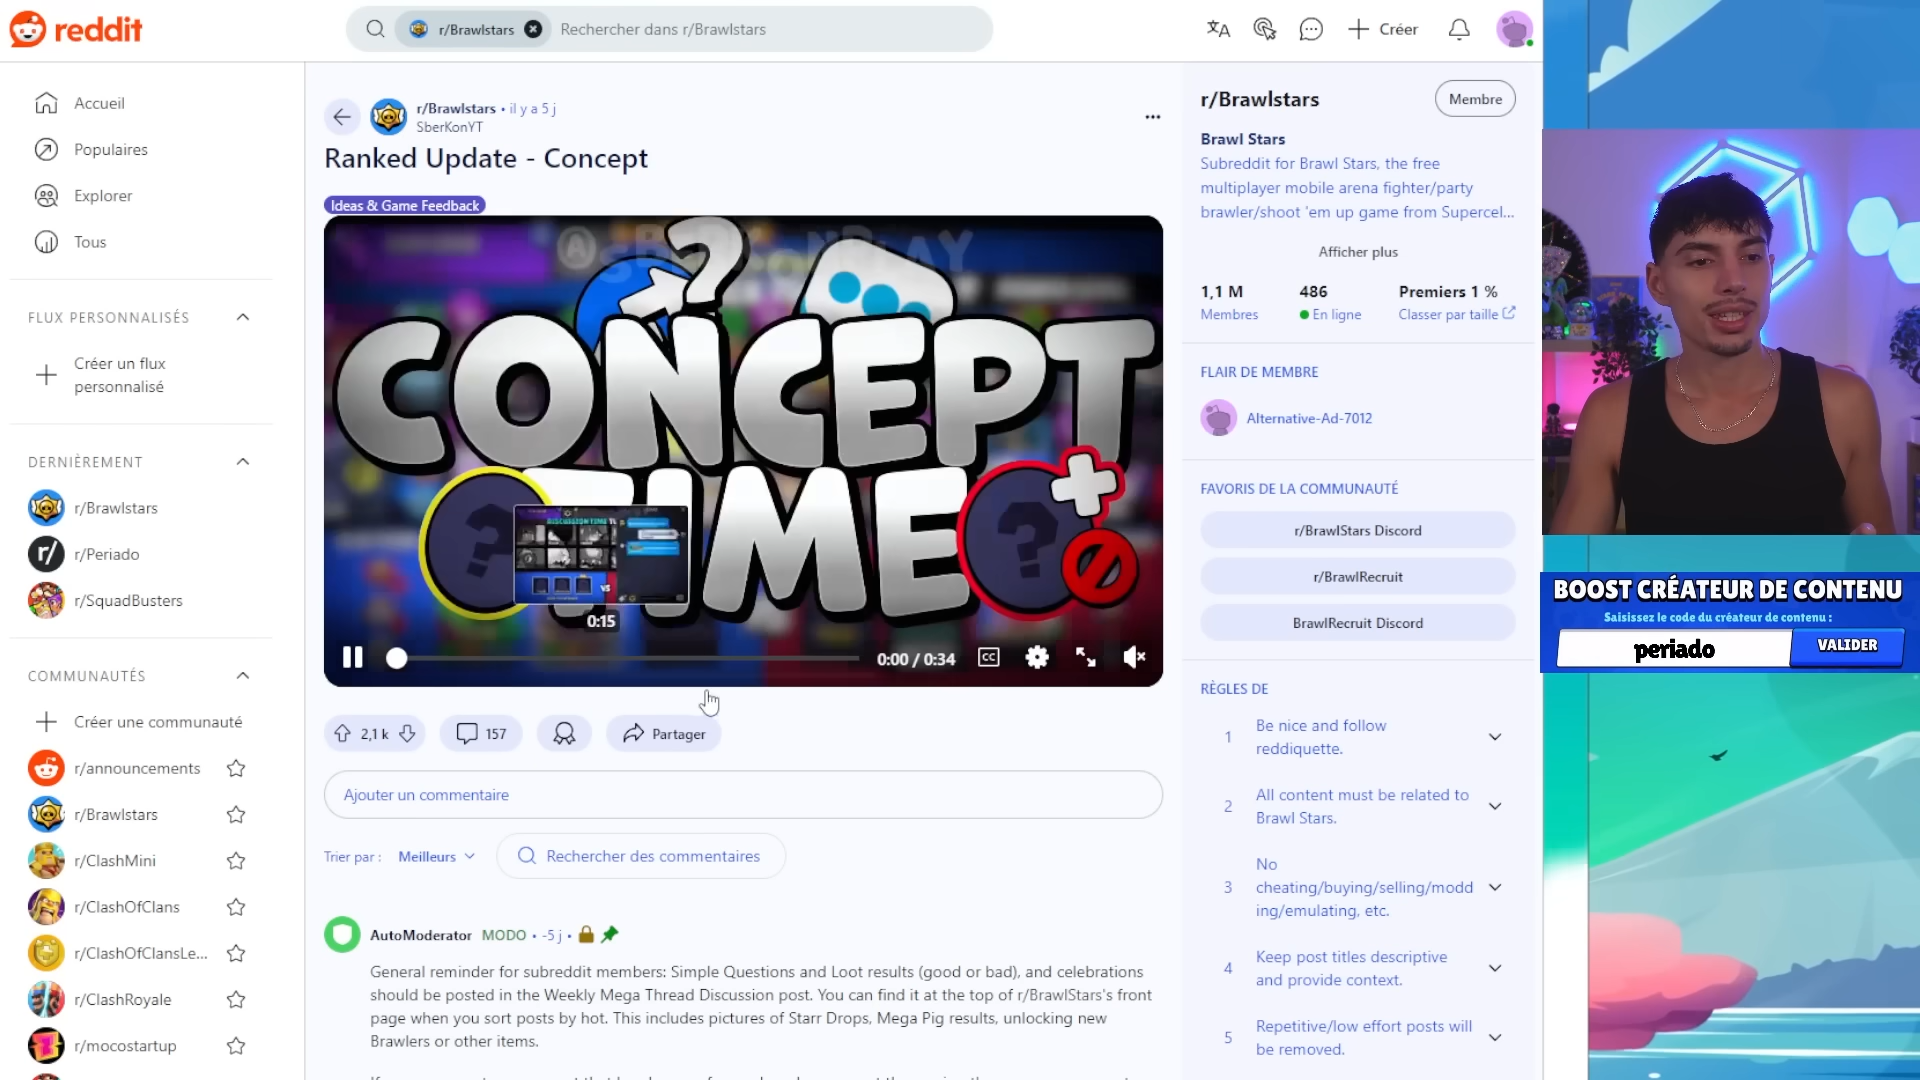 reddit
r/Brawlstars
Rechercher dans r/Brawlstars
Créer
Accueil
Populaires
Explorer
Tous
FLUX PERSONNALISÉS
Créer un flux
personnalisé
DERNIÈREMENT
r/Brawlstars
r/Periado
r/SquadBusters
COMMUNAUTÉS
Créer une communauté
r/announcements
r/Brawlstars
r/ClashMini
r/ClashOfClans
r/ClashOfClansLe...
r/ClashRoyale
r/mocostartup
r/Brawlstars • il y a 5 j
SberKonYT
Ranked Update - Concept
Ideas & Game Feedback
CONCEPT
TIME
DISCUSSION TIME
VS
0:15
0:00 / 0:34
CC
2,1 k
157
Partager
Ajouter un commentaire
Trier par :
Meilleurs
Rechercher des commentaires
AutoModerator MODO • -5 j •
General reminder for subreddit members: Simple Questions and Loot results (good or bad), and celebrations
should be posted in the Weekly Mega Thread Discussion post. You can find it at the top of r/BrawlStars's front
page when you sort posts by hot. This includes pictures of Starr Drops, Mega Pig results, unlocking new
Brawlers or other items.
r/Brawlstars
Membre
Brawl Stars
Subreddit for Brawl Stars, the free
multiplayer mobile arena fighter/party
brawler/shoot 'em up game from Supercel...
Afficher plus
1,1 M
Membres
486
En ligne
Premiers 1 %
Classer par taille
FLAIR DE MEMBRE
Alternative-Ad-7012
FAVORIS DE LA COMMUNAUTÉ
r/BrawlStars Discord
r/BrawlRecruit
BrawlRecruit Discord
RÈGLES DE
1
Be nice and follow
reddiquette.
2
All content must be related to
Brawl Stars.
3
No
cheating/buying/selling/modd
ing/emulating, etc.
4
Keep post titles descriptive
and provide context.
5
Repetitive/low effort posts will
be removed.
BOOST CRÉATEUR DE CONTENU
Saisissez le code du créateur de contenu :
periado
VALIDER